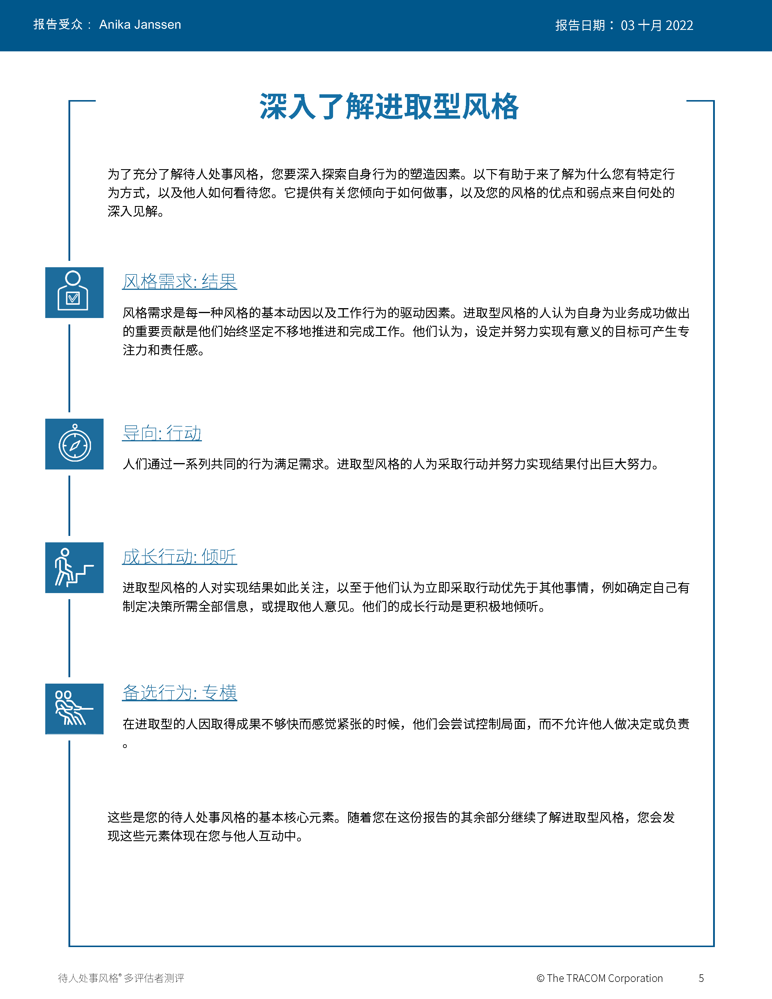 报告受众： Anika Janssen
报告日期： 03 十月 2022
深入了解进取型风格
为了充分了解待人处事风格，您要深入探索自身行为的塑造因素。以下有助于来了解为什么您有特定行
为方式，以及他人如何看待您。它提供有关您倾向于如何做事，以及您的风格的优点和弱点来自何处的
深入见解。
风格需求: 结果
风格需求是每一种风格的基本动因以及工作行为的驱动因素。进取型风格的人认为自身为业务成功做出
的重要贡献是他们始终坚定不移地推进和完成工作。他们认为，设定并努力实现有意义的目标可产生专
注力和责任感。
导向: 行动
人们通过一系列共同的行为满足需求。进取型风格的人为采取行动并努力实现结果付出巨大努力。
成长行动: 倾听
进取型风格的人对实现结果如此关注，以至于他们认为立即采取行动优先于其他事情，例如确定自己有
制定决策所需全部信息，或提取他人意见。他们的成长行动是更积极地倾听。
备选行为: 专横
在进取型的人因取得成果不够快而感觉紧张的时候，他们会尝试控制局面，而不允许他人做决定或负责
。
这些是您的待人处事风格的基本核心元素。随着您在这份报告的其余部分继续了解进取型风格，您会发
现这些元素体现在您与他人互动中。
待人处事风格® 多评估者测评
© The TRACOM Corporation 5